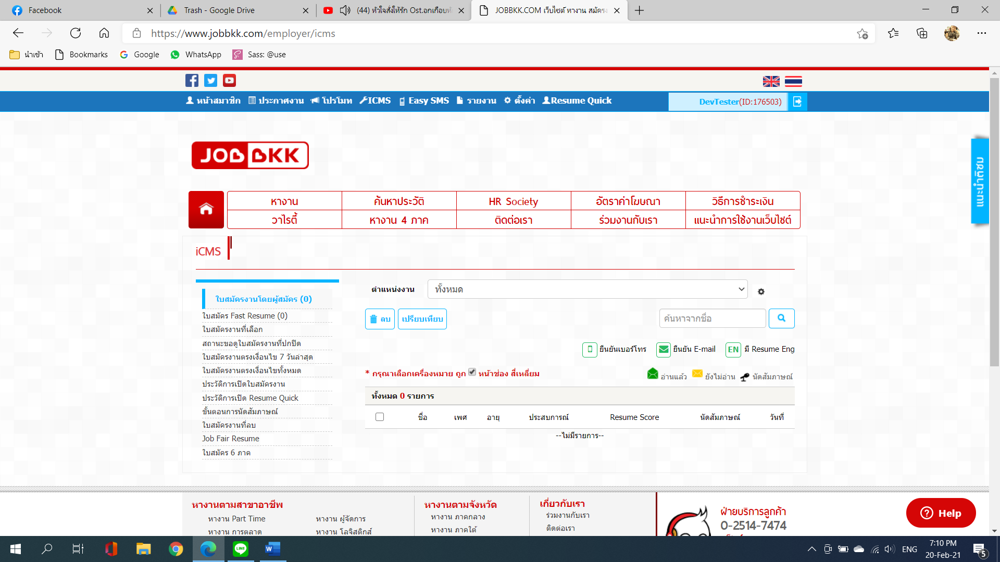 Facebook
Trash - Google Drive
(44) หัวใจสั่งให้รัก Ost.อกเกือบหัก
JOBBKK.COM เว็บไซต์ หางาน สมัครง
https://www.jobbkk.com/employer/icms
นำเข้า
Bookmarks
Google
WhatsApp
Sass: @use
หน้าสมาชิก
ประกาศงาน
โปรโมท
ICMS
Easy SMS
รายงาน
ตั้งค่า
Resume Quick
DevTester(ID:176503)
แนะนำติชม
JOBBKK
หางาน
ค้นหาประวัติ
HR Society
อัตราค่าโฆษณา
วิธีการชำระเงิน
วาไรตี้
หางาน 4 ภาค
ติดต่อเรา
ร่วมงานกับเรา
แนะนำการใช้งานเว็บไซต์
iCMS
ใบสมัครงานโดยผู้สมัคร (0)
ใบสมัคร Fast Resume (0)
ใบสมัครงานที่เลือก
สถานะขอดูใบสมัครงานที่ปกปิด
ใบสมัครงานตรงเงื่อนไข 7 วันล่าสุด
ใบสมัครงานตรงเงื่อนไขทั้งหมด
ประวัติการเปิดใบสมัครงาน
ประวัติการเปิด Resume Quick
ขั้นตอนการนัดสัมภาษณ์
ใบสมัครงานที่ลบ
Job Fair Resume
ใบสมัคร 6 ภาค
ตำแหน่งงาน
ทั้งหมด
ลบ
เปรียบเทียบ
ค้นหาจากชื่อ
ยืนยันเบอร์โทร
ยืนยัน E-mail
EN มี Resume Eng
* กรุณาเลือกเครื่องหมาย ถูก หน้าช่อง สี่เหลี่ยม
อ่านแล้ว
ยังไม่อ่าน
นัดสัมภาษณ์
ทั้งหมด 0 รายการ
ชื่อ
เพศ
อายุ
ประสบการณ์
Resume Score
นัดสัมภาษณ์
วันที่
--ไม่มีรายการ--
หางานตามสาขาอาชีพ
หางาน Part Time
หางาน ผู้จัดการ
หางาน การตลาด
หางาน โลจิสติกส์
หางานตามจังหวัด
หางาน ภาคกลาง
หางาน ภาคใต้
เกี่ยวกับเรา
ร่วมงานกับเรา
ติดต่อเรา
ฝ่ายบริการลูกค้า
0-2514-7474
Help
LINE
ENG
7:10 PM
20-Feb-21
5